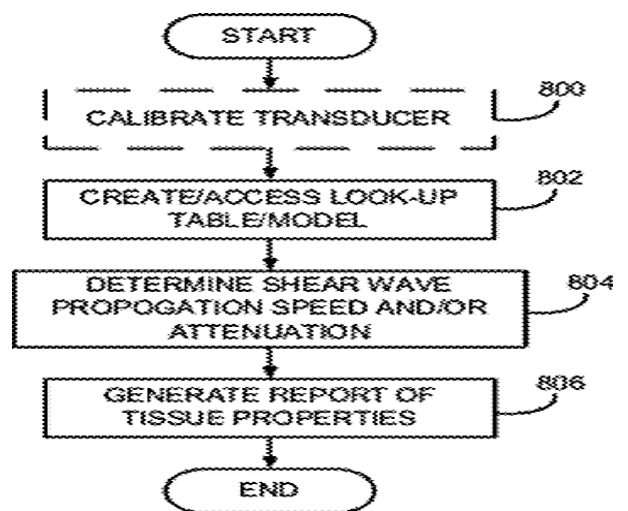 START
800
CALIBRATE TRANSDUCER
802
CREATE/ACCESS LOOK-UP
TABLE/MODEL
804
DETERMINE SHEAR WAVE
PROPOGATION SPEED AND/OR
ATTENUATION
806
GENERATE REPORT OF
TISSUE PROPERTIES
END